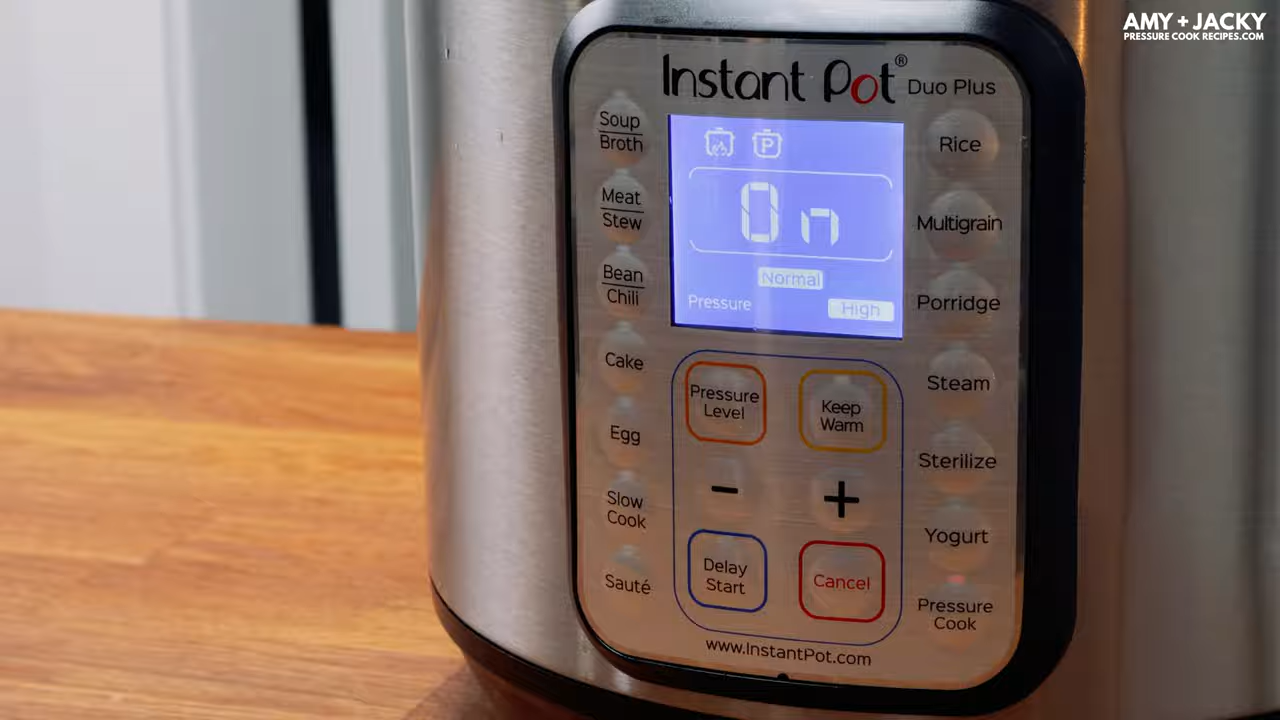 AMY + JACKY
PRESSURE COOK RECIPES.COM
Instant Pot® Duo Plus
Soup
Broth
Meat
Stew
Bean
Chili
Cake
Egg
Slow
Cook
Sauté
P
On
Normal
Pressure High
Pressure
Level
Keep
Warm
− +
Delay
Start
Cancel
www.InstantPot.com
Rice
Multigrain
Porridge
Steam
Sterilize
Yogurt
Pressure
Cook